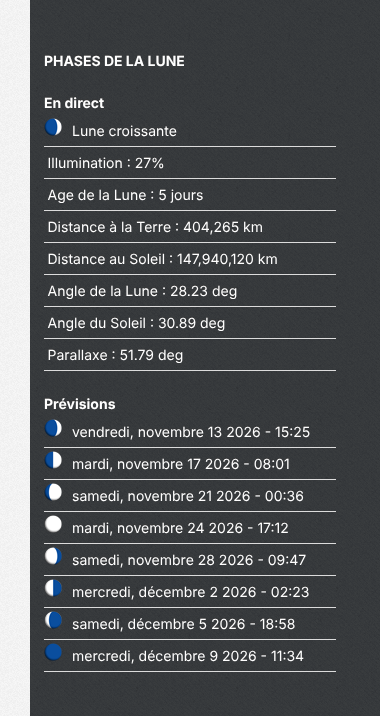 PHASES DE LA LUNE
En direct
Lune croissante
Illumination : 27%
Age de la Lune : 5 jours
Distance à la Terre : 404,265 km
Distance au Soleil : 147,940,120 km
Angle de la Lune : 28.23 deg
Angle du Soleil : 30.89 deg
Parallaxe : 51.79 deg
Prévisions
vendredi, novembre 13 2026 - 15:25
mardi, novembre 17 2026 - 08:01
samedi, novembre 21 2026 - 00:36
mardi, novembre 24 2026 - 17:12
samedi, novembre 28 2026 - 09:47
mercredi, décembre 2 2026 - 02:23
samedi, décembre 5 2026 - 18:58
mercredi, décembre 9 2026 - 11:34